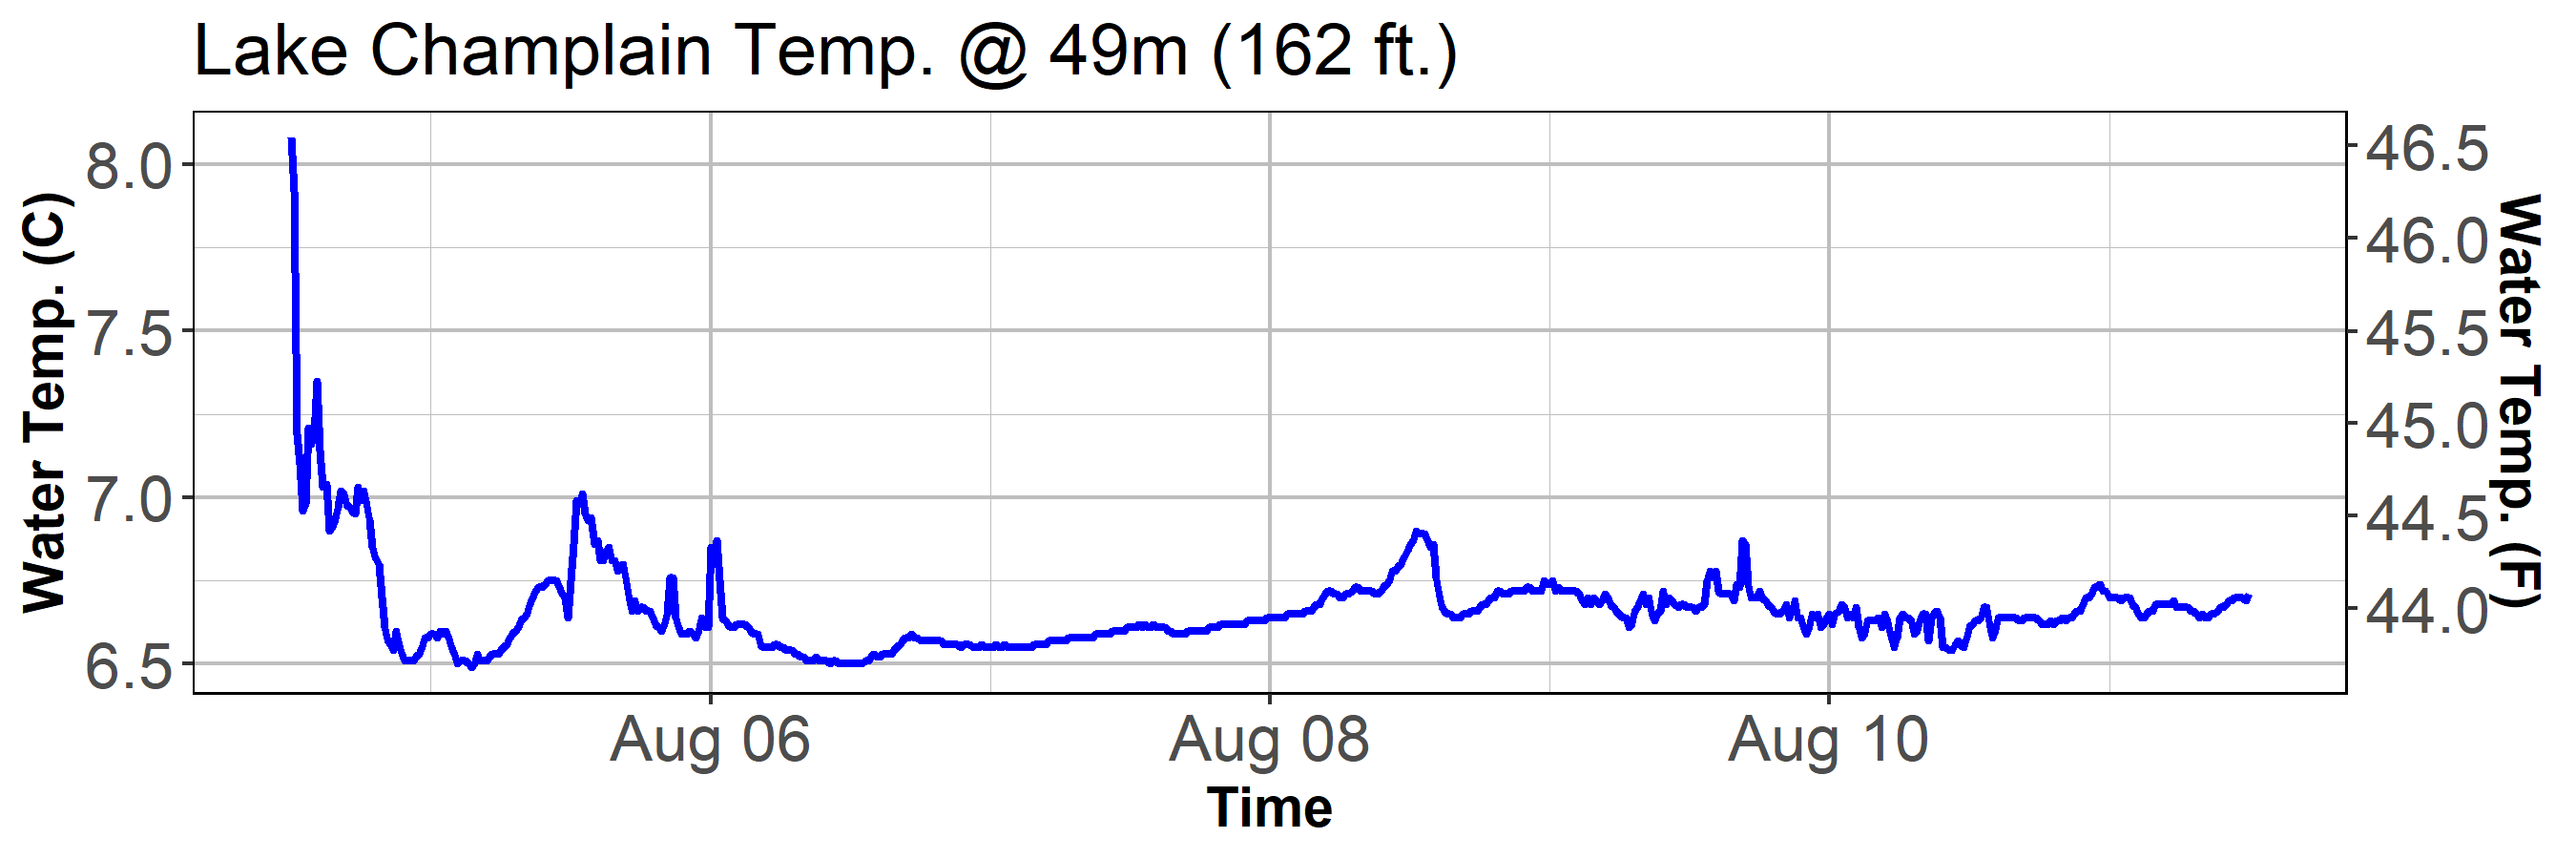 Lake Champlain Temp. @ 49m (162 ft.)
Water Temp. (C)
8.0
7.5
7.0
6.5
46.5
46.0
45.5
45.0
44.5
44.0
Water Temp. (F)
Aug 06
Aug 08
Aug 10
Time